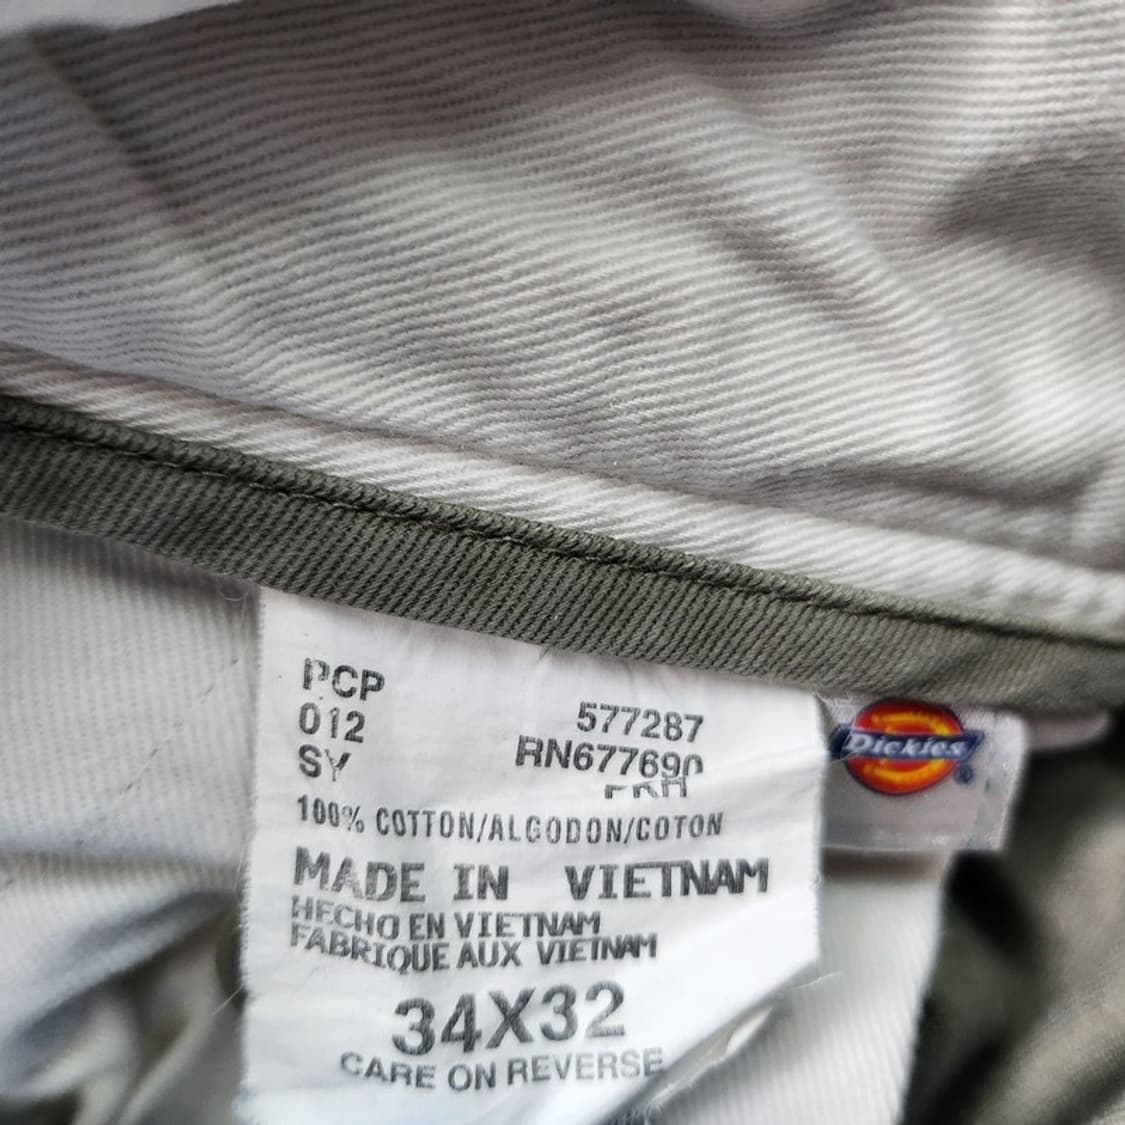 PCP
012
SY
577287
RN677690
100% COTTON/ALGODON/COTON
MADE IN VIETNAM
HECHO EN VIETNAM
FABRIQUE AUX VIETNAM
34X32
CARE ON REVERSE
Dickies
®